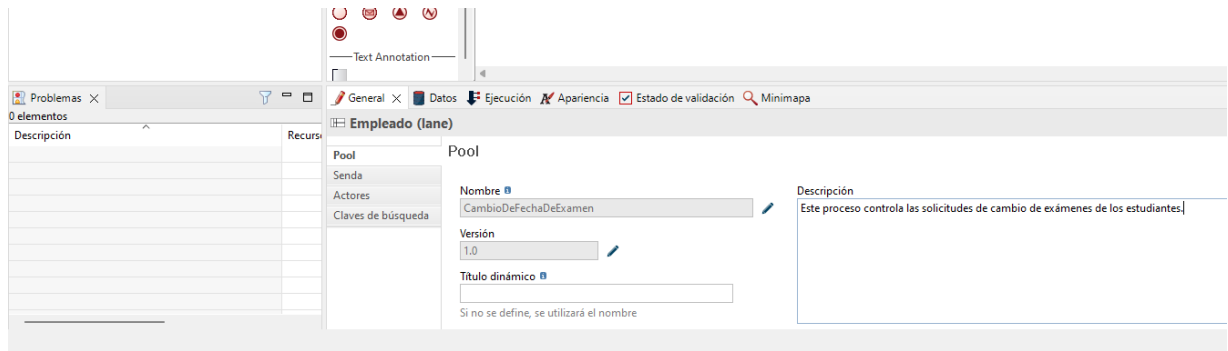 Text Annotation
Problemas
General
Datos
Ejecución
Apariencia
Estado de validación
Minimapa
0 elementos
Descripción
Empleado (lane)
Pool
Senda
Actores
Claves de búsqueda
Pool
Nombre
CambioDeFechaDeExamen
Versión
1.0
Título dinámico
Si no se define, se utilizará el nombre
Descripción
Este proceso controla las solicitudes de cambio de exámenes de los estudiantes.